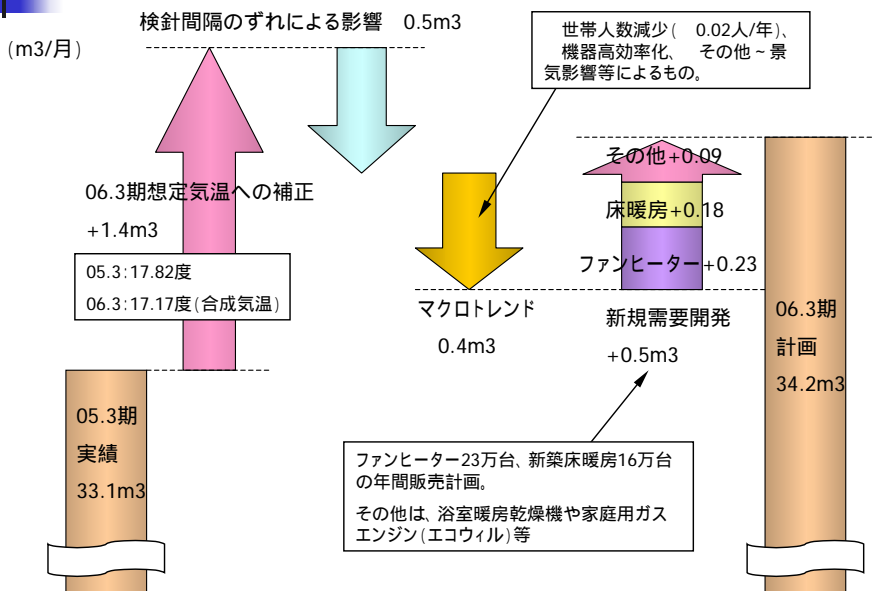 検針間隔のずれによる影響 0.5m3
(m3/月)
世帯人数減少( 0.02人/年)、
機器高効率化、 その他～景
気影響等によるもの。
その他+0.09
床暖房+0.18
ファンヒーター+0.23
06.3期想定気温への補正
+1.4m3
05.3:17.82度
06.3:17.17度(合成気温)
マクロトレンド
0.4m3
新規需要開発
+0.5m3
06.3期
計画
34.2m3
05.3期
実績
33.1m3
ファンヒーター23万台、新築床暖房16万台
の年間販売計画。
その他は、浴室暖房乾燥機や家庭用ガス
エンジン(エコウィル)等